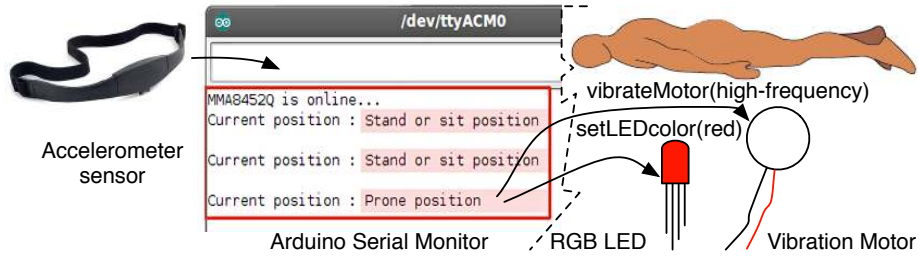 /dev/ttyACM0
MMA8452Q is online...
Current position : Stand or sit position
Current position : Stand or sit position
Current position : Prone position
Accelerometer
sensor
vibrateMotor(high-frequency)
setLEDcolor(red)
Arduino Serial Monitor
RGB LED
Vibration Motor